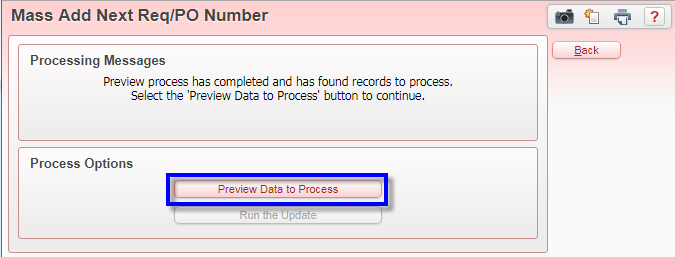 Mass Add Next Req/PO Number
?
Back
Processing Messages
Preview process has completed and has found records to process.
Select the 'Preview Data to Process' button to continue.
Process Options
Preview Data to Process
Run the Update